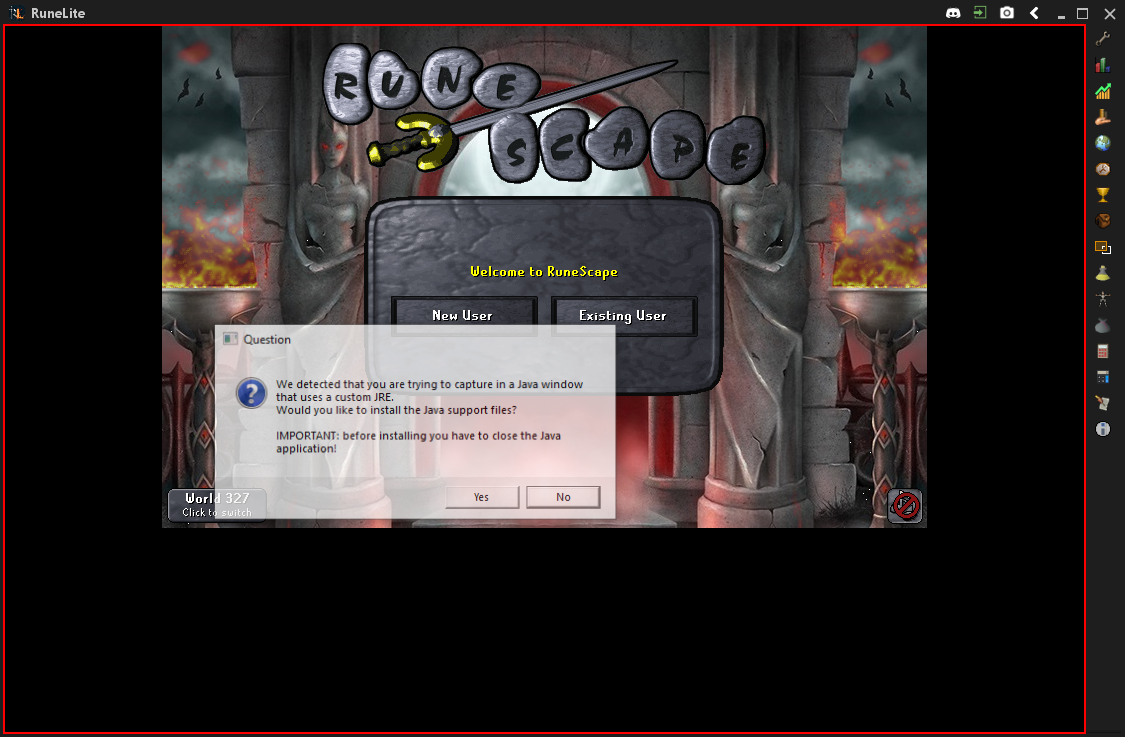 RuneLite
RUNE
SCAPE
Welcome to RuneScape
New User
Existing User
Question
We detected that you are trying to capture in a Java window
that uses a custom JRE.
Would you like to install the Java support files?
IMPORTANT: before installing you have to close the Java
application!
Yes
No
World 327
Click to switch